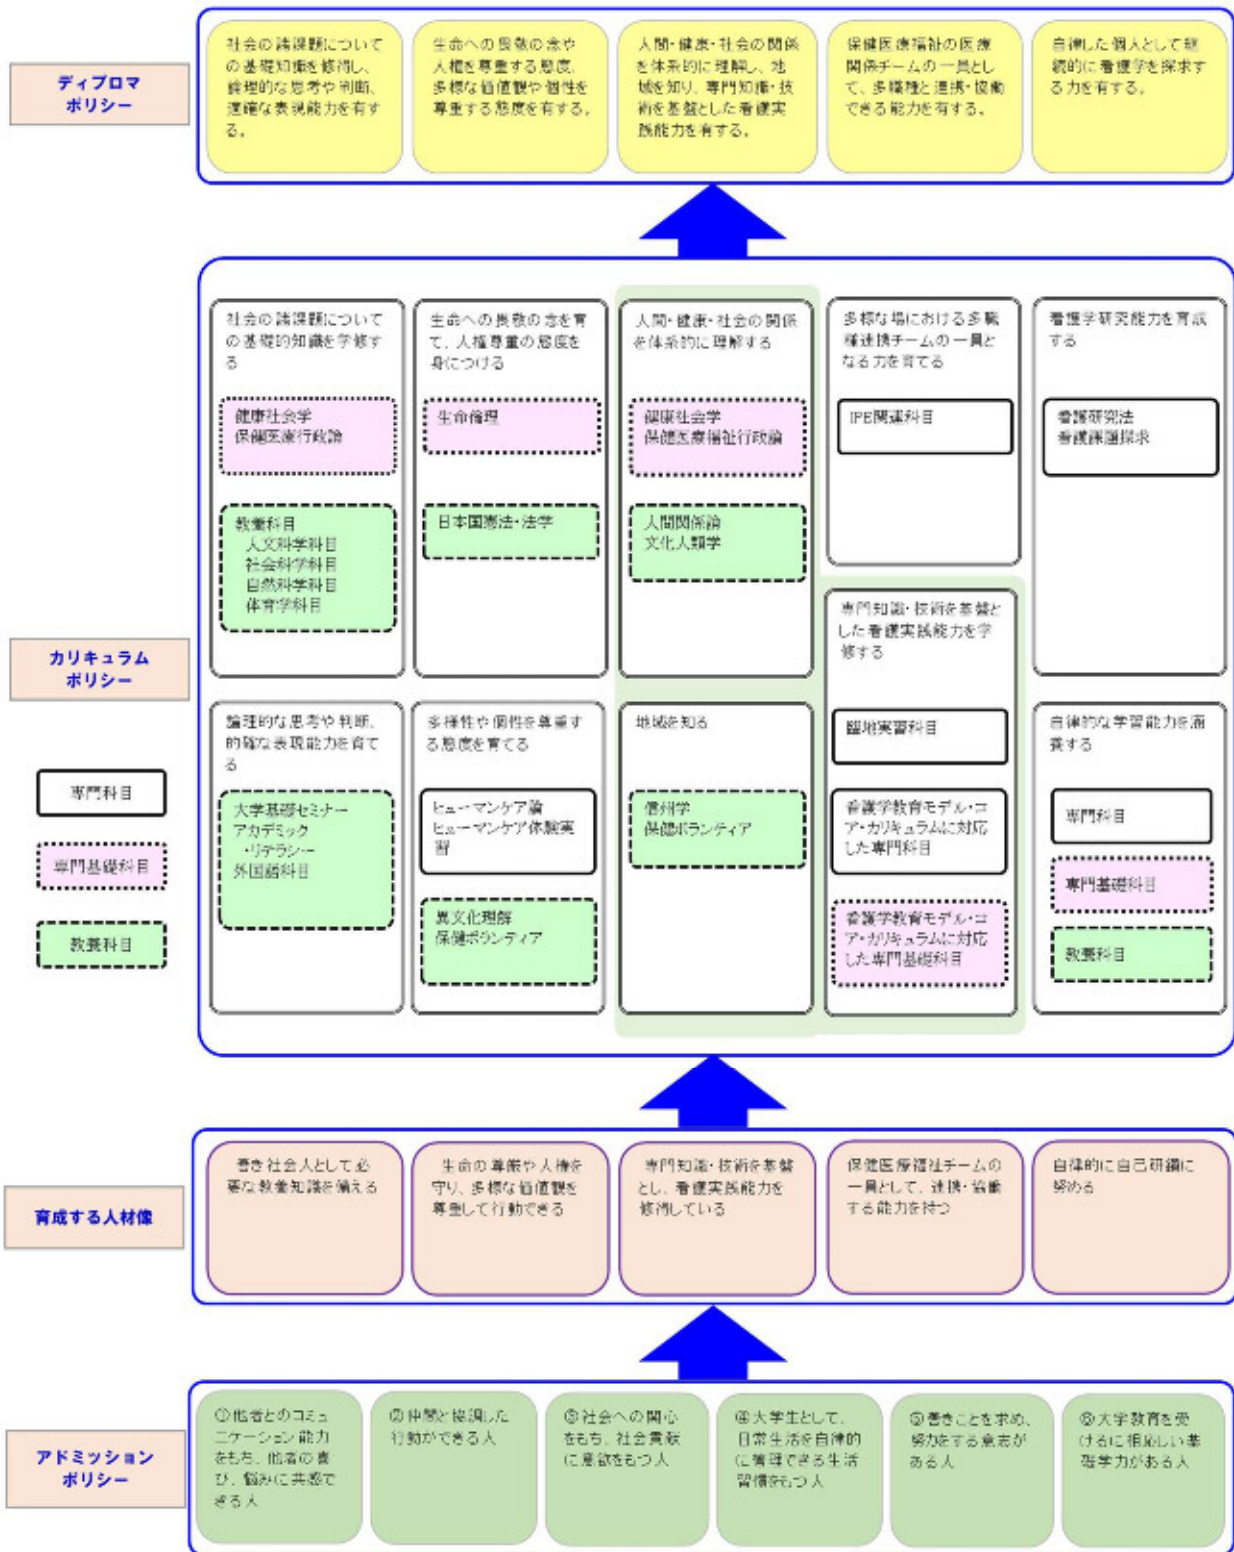 ディプロマ
ポリシー
社会の諸課題について
の基礎知識を修得し、
論理的な思考や判断、
適確な表現能力を有す
る。
生命への畏敬の念や
人権を尊重する態度、
多様な価値観や個性を
尊重する態度を有する。
人間・健康・社会の関係
を体系的に理解し、地
域を知り、専門知識・技
術を基盤とした看護実
践能力を有する。
保健医療福祉の医療
関係チームの一員とし
て、多職種と連携・協働
できる能力を有する。
自律した個人として継
続的に看護学を探求す
る力を有する。
カリキュラム
ポリシー
専門科目
専門基礎科目
教養科目
社会の諸課題について
の基礎的知識を学修す
る
健康社会学
保健医療行政論
教養科目
人文科学科目
社会科学科目
自然科学科目
体育学科目
生命への畏敬の念を育
て、人権尊重の態度を
身につける
生命倫理
日本国憲法・法学
人間・健康・社会の関係
を体系的に理解する
健康社会学
保健医療福祉行政論
人間関係論
文化人類学
多様な場における多職
種連携チームの一員と
なる力を育てる
IPE関連科目
看護学研究能力を育成
する
看護研究法
看護課題探求
論理的な思考や判断、
的確な表現能力を育て
る
大学基礎セミナー
アカデミック
・リテラシー
外国語科目
多様性や個性を尊重す
る態度を育てる
ヒューマンケア論
ヒューマンケア体験実
習
異文化理解
保健ボランティア
地域を知る
信州学
保健ボランティア
専門知識・技術を基盤と
した看護実践能力を学
修する
臨地実習科目
看護学教育モデル・コ
ア・カリキュラムに対応
した専門科目
看護学教育モデル・コ
ア・カリキュラムに対応
した専門基礎科目
自律的な学習能力を涵
養する
専門科目
専門基礎科目
教養科目
育成する人材像
善き社会人として必
要な教養知識を備える
生命の尊厳や人権を
守り、多様な価値観を
尊重して行動できる
専門知識・技術を基盤
とし、看護実践能力を
修得している
保健医療福祉チームの
一員として、連携・協働
する能力を持つ
自律的に自己研鑽に
努める
アドミッション
ポリシー
①他者とのコミュ
ニケーション能力
をもち、他者の喜
び、悩みに共感で
きる人
②仲間と協調した
行動ができる人
③社会への関心
をもち、社会貢献
に意欲をもつ人
④大学生として、
日常生活を自律的
に管理できる生活
習慣をもつ人
⑤善きことを求め、
努力をする意志が
ある人
⑥大学教育を受
けるに相応しい基
礎学力がある人